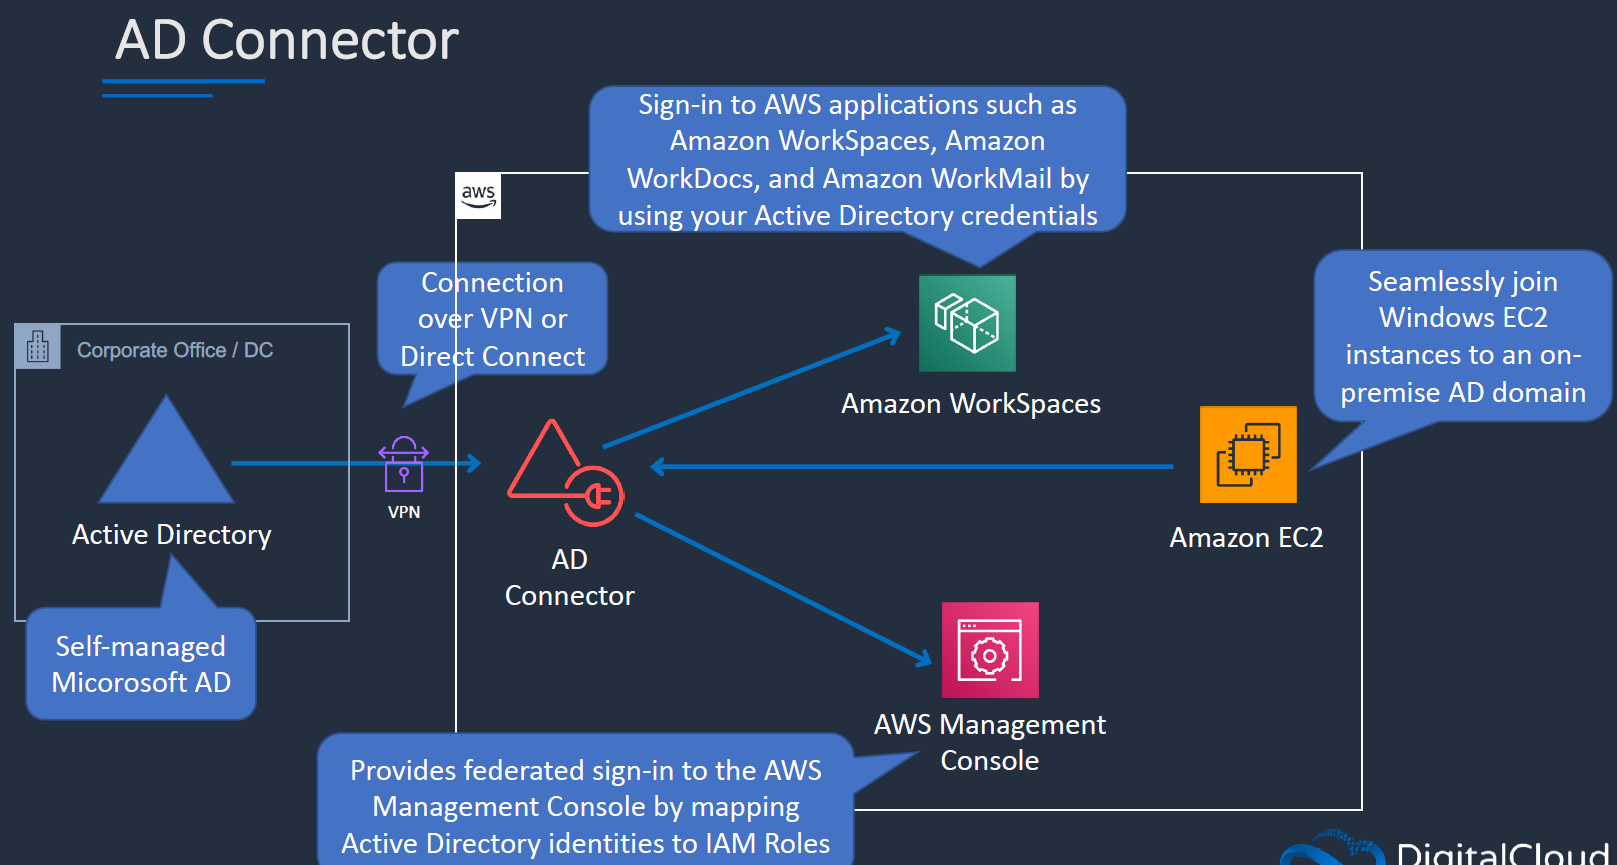 AD Connector
Sign-in to AWS applications such as
Amazon WorkSpaces, Amazon
WorkDocs, and Amazon WorkMail by
using your Active Directory credentials
aws
Connection
over VPN or
Direct Connect
Seamlessly join
Windows EC2
instances to an on-
premise AD domain
Corporate Office / DC
Amazon WorkSpaces
VPN
Active Directory
AD
Connector
Amazon EC2
Self-managed
Micorosoft AD
AWS Management
Console
Provides federated sign-in to the AWS
Management Console by mapping
Active Directory identities to IAM Roles
DigitalCloud